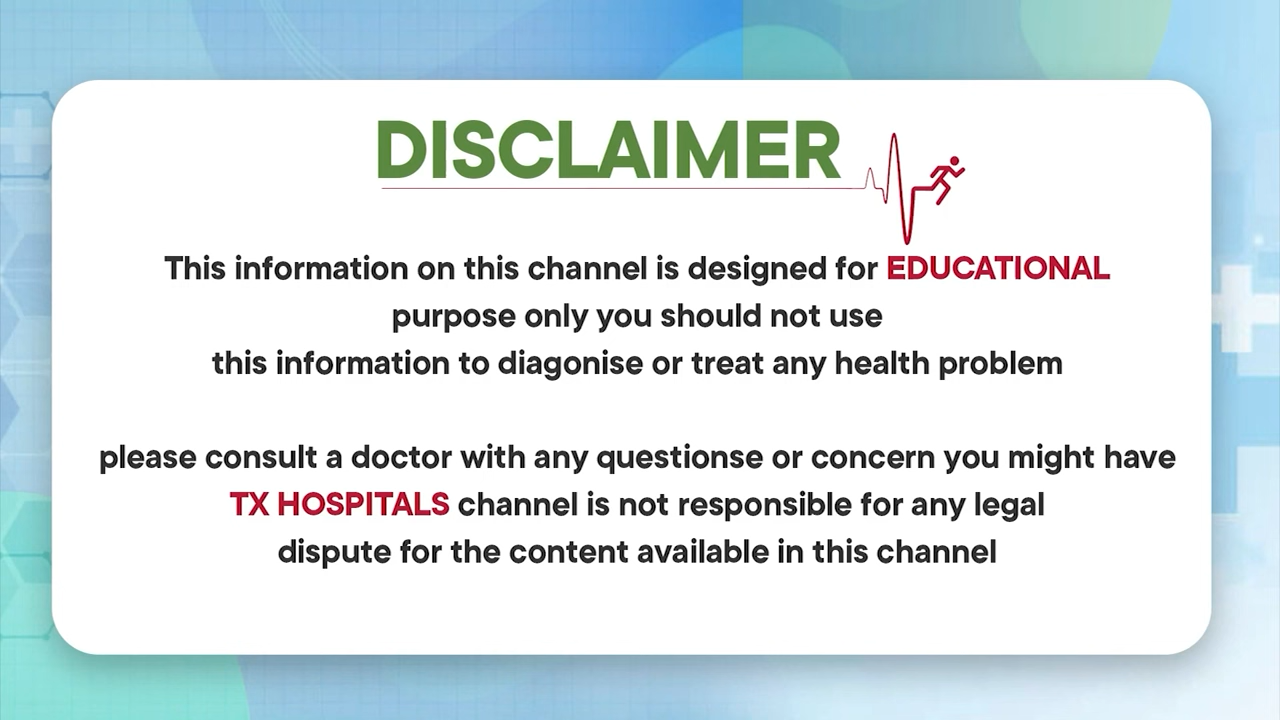 DISCLAIMER
This information on this channel is designed for EDUCATIONAL
purpose only you should not use
this information to diagonise or treat any health problem
please consult a doctor with any questionse or concern you might have
TX HOSPITALS channel is not responsible for any legal
dispute for the content available in this channel